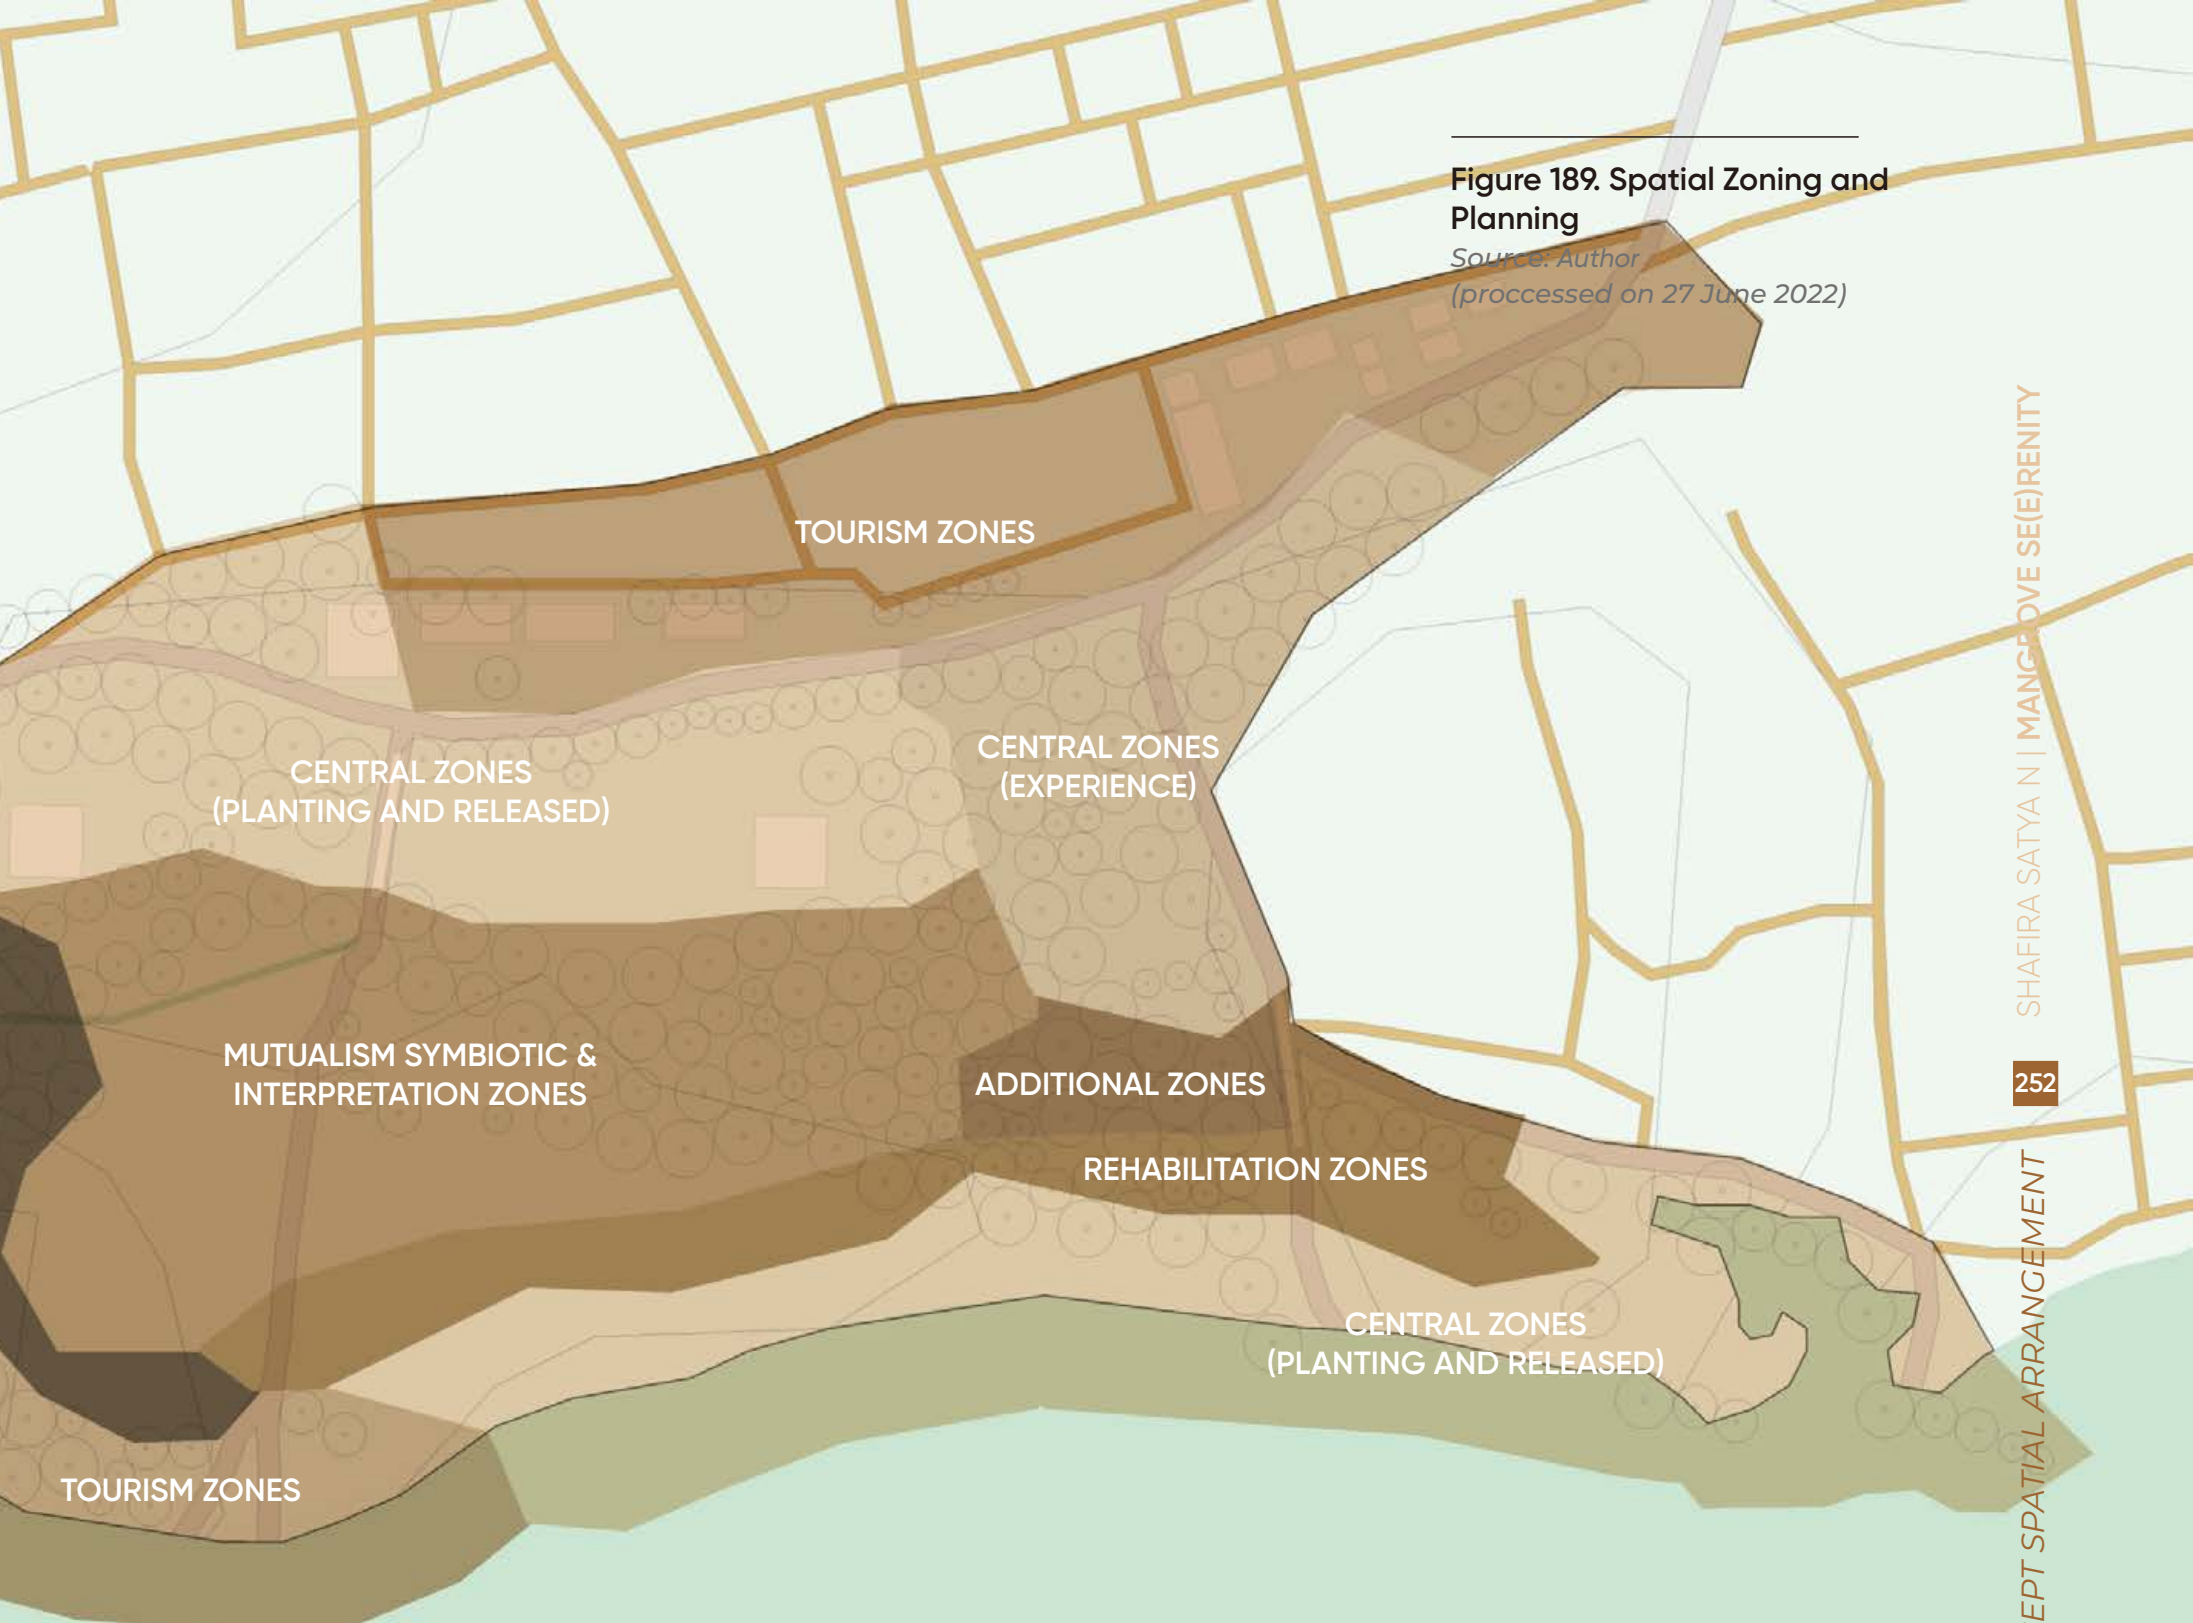 Figure 189. Spatial Zoning and
Planning
Source: Author
(proccessed on 27 June 2022)
TOURISM ZONES
CENTRAL ZONES
(EXPERIENCE)
CENTRAL ZONES
(PLANTING AND RELEASED)
MUTUALISM SYMBIOTIC &
INTERPRETATION ZONES
ADDITIONAL ZONES
REHABILITATION ZONES
CENTRAL ZONES
(PLANTING AND RELEASED)
TOURISM ZONES
SHAFIRA SATYA N | MANGROVE SE(E)RENITY
252
EPT SPATIAL ARRANGEMENT